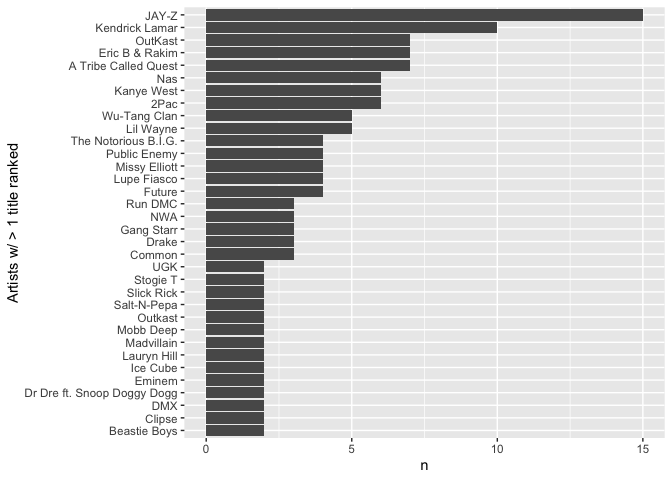 JAY-Z
Kendrick Lamar
OutKast
Eric B & Rakim
A Tribe Called Quest
Nas
Kanye West
2Pac
Wu-Tang Clan
Lil Wayne
The Notorious B.I.G.
Public Enemy
Missy Elliott
Lupe Fiasco
Future
Run DMC
NWA
Gang Starr
Drake
Common
UGK
Stogie T
Slick Rick
Salt-N-Pepa
Outkast
Mobb Deep
Madvillain
Lauryn Hill
Ice Cube
Eminem
Dr Dre ft. Snoop Doggy Dogg
DMX
Clipse
Beastie Boys
Artists w/ > 1 title ranked
0 5 10 15
n